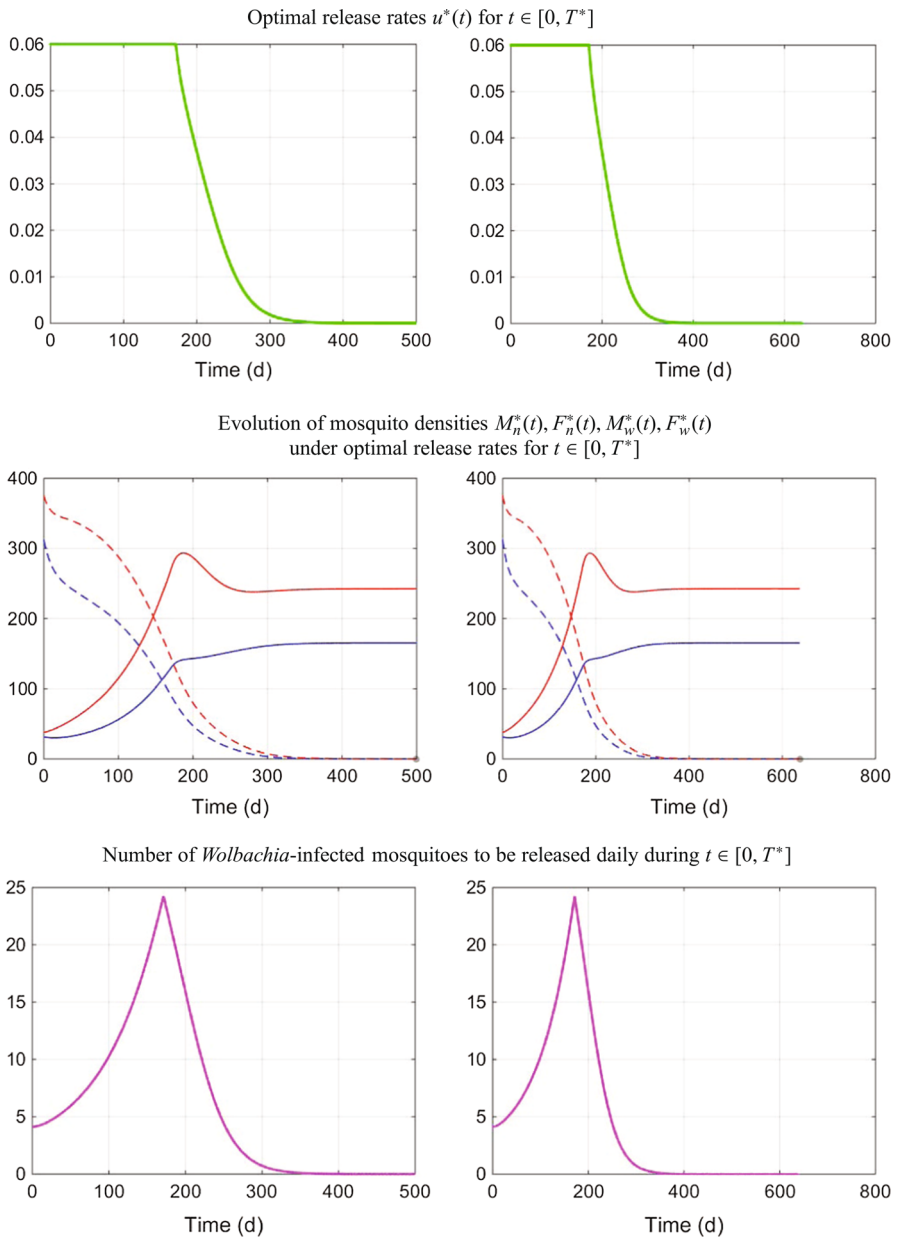 Optimal release rates u*(t) for t ∈ [0, T*]
0.06
0.05
0.04
0.03
0.02
0.01
0
0 100 200 300 400 500
Time (d)
0.06
0.05
0.04
0.03
0.02
0.01
0
0 200 400 600 800
Time (d)
Evolution of mosquito densities M*n(t), F*n(t), M*w(t), F*w(t)
under optimal release rates for t ∈ [0, T*]
400
300
200
100
0
0 100 200 300 400 500
Time (d)
400
300
200
100
0
0 200 400 600 800
Time (d)
Number of Wolbachia-infected mosquitoes to be released daily during t ∈ [0, T*]
25
20
15
10
5
0
0 100 200 300 400 500
Time (d)
25
20
15
10
5
0
0 200 400 600 800
Time (d)